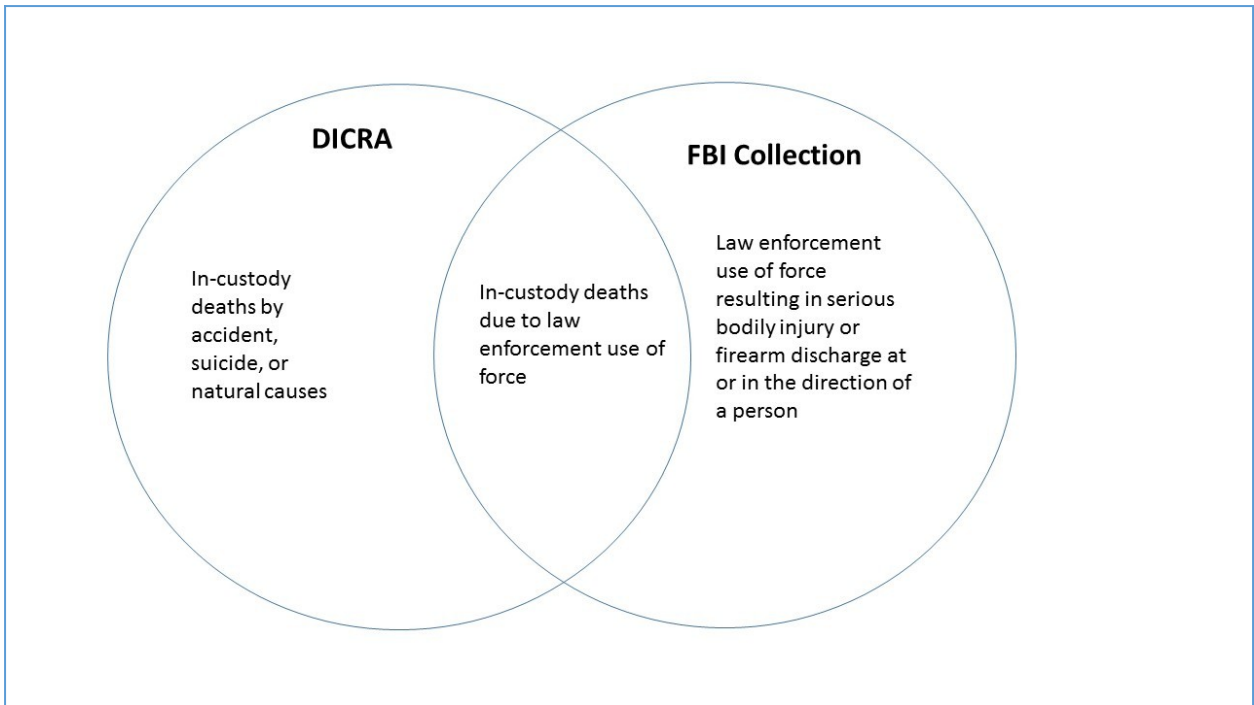 DICRA
In-custody
deaths by
accident,
suicide, or
natural causes
In-custody deaths
due to law
enforcement use of
force
FBI Collection
Law enforcement
use of force
resulting in serious
bodily injury or
firearm discharge at
or in the direction of
a person